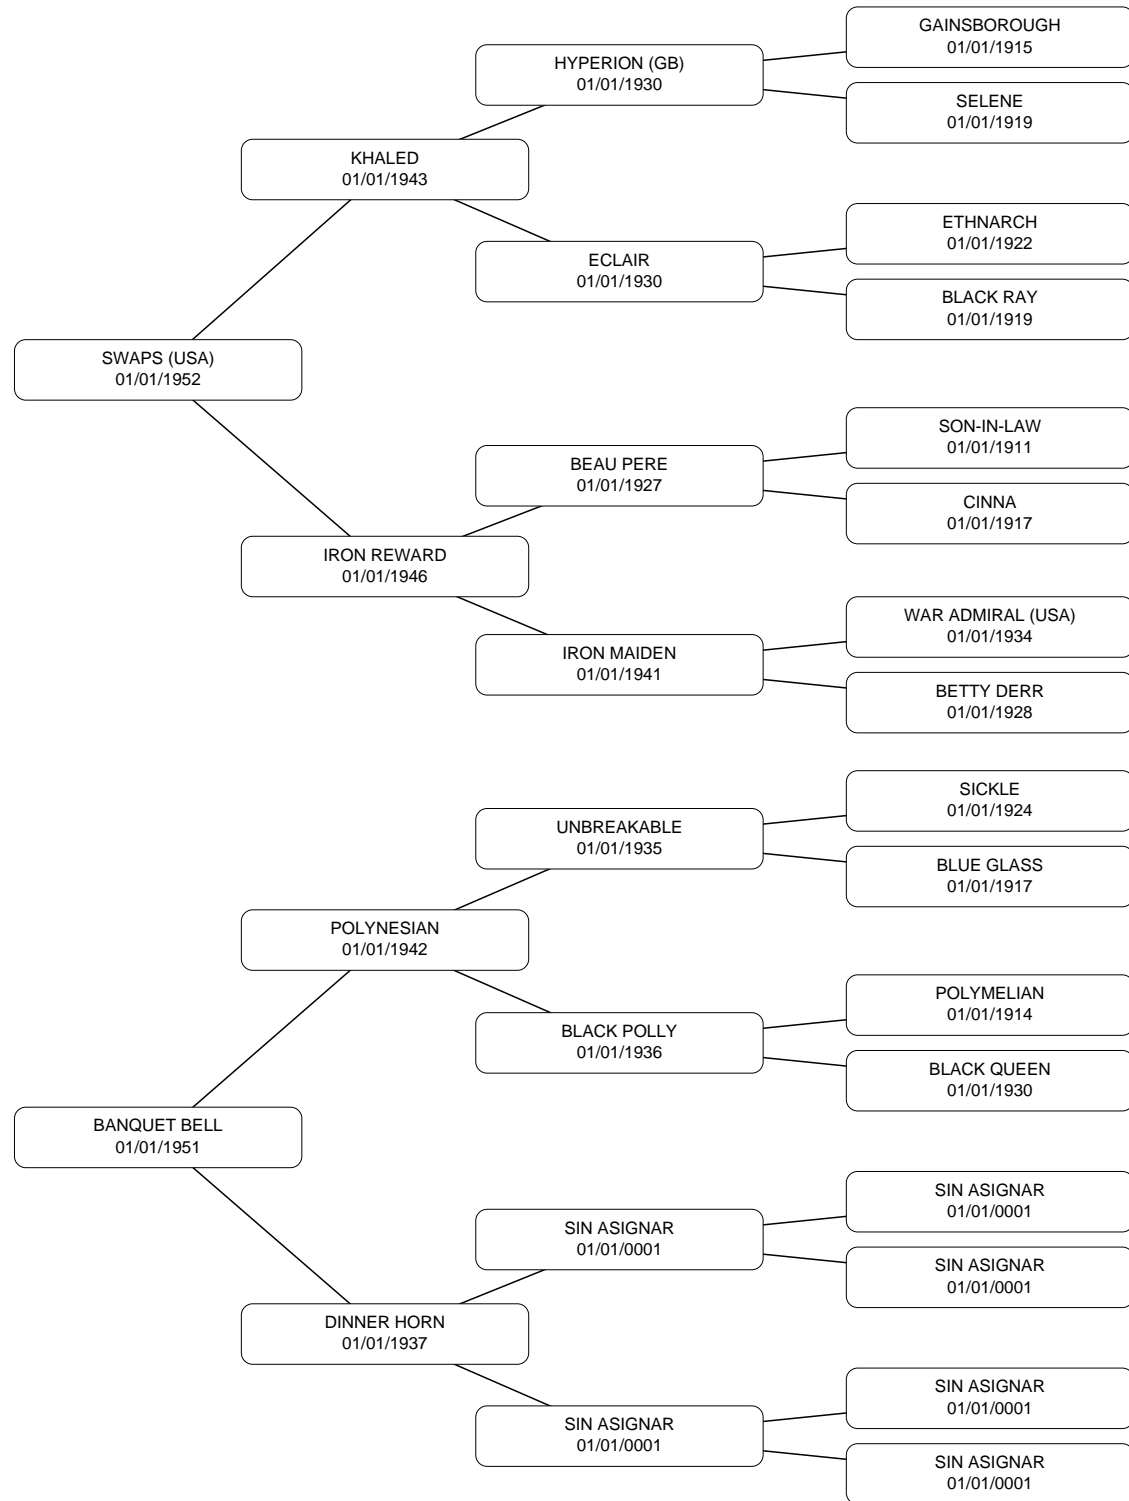 GAINSBOROUGH
01/01/1915
HYPERION (GB)
01/01/1930
SELENE
01/01/1919
KHALED
01/01/1943
ETHNARCH
01/01/1922
ECLAIR
01/01/1930
BLACK RAY
01/01/1919
SWAPS (USA)
01/01/1952
SON-IN-LAW
01/01/1911
BEAU PERE
01/01/1927
CINNA
01/01/1917
IRON REWARD
01/01/1946
WAR ADMIRAL (USA)
01/01/1934
IRON MAIDEN
01/01/1941
BETTY DERR
01/01/1928
SICKLE
01/01/1924
UNBREAKABLE
01/01/1935
BLUE GLASS
01/01/1917
POLYNESIAN
01/01/1942
POLYMELIAN
01/01/1914
BLACK POLLY
01/01/1936
BLACK QUEEN
01/01/1930
BANQUET BELL
01/01/1951
SIN ASIGNAR
01/01/0001
SIN ASIGNAR
01/01/0001
SIN ASIGNAR
01/01/0001
DINNER HORN
01/01/1937
SIN ASIGNAR
01/01/0001
SIN ASIGNAR
01/01/0001
SIN ASIGNAR
01/01/0001